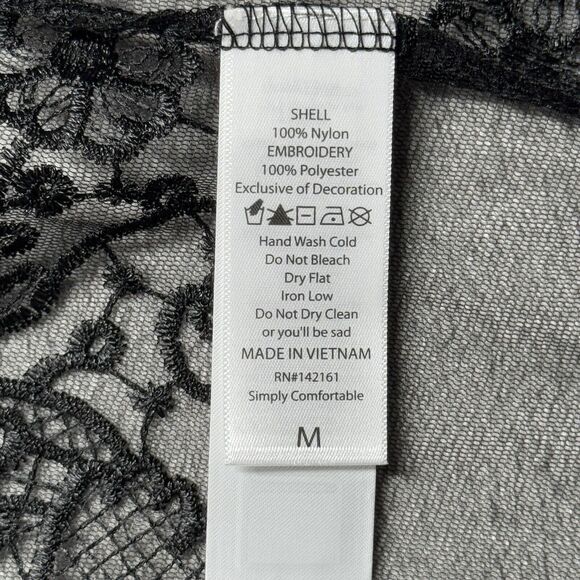 SHELL
100% Nylon
EMBROIDERY
100% Polyester
Exclusive of Decoration
Hand Wash Cold
Do Not Bleach
Dry Flat
Iron Low
Do Not Dry Clean
or you'll be sad
MADE IN VIETNAM
RN#142161
Simply Comfortable
M